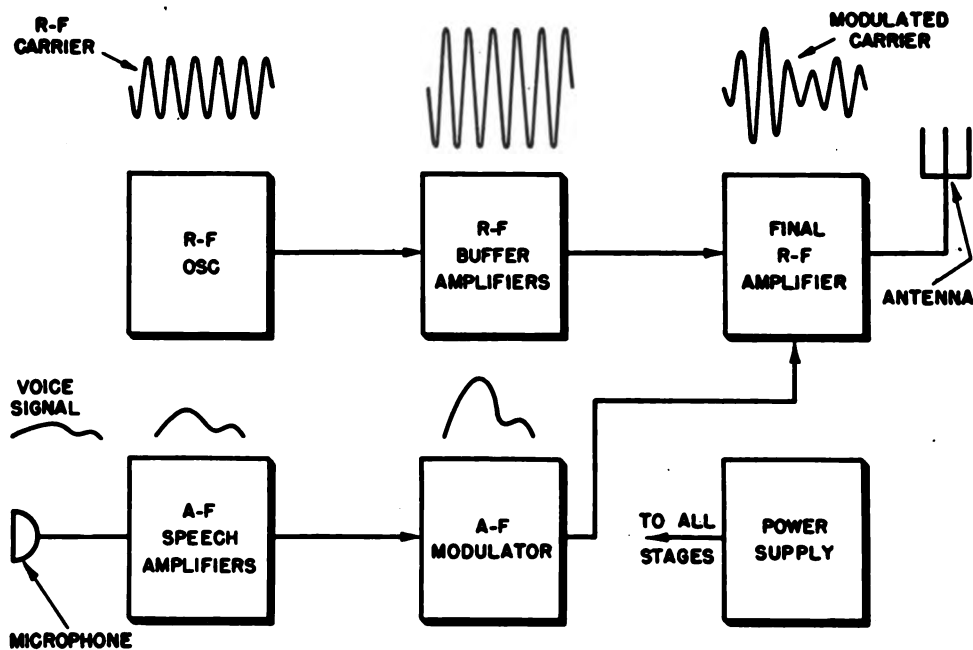 R-F
CARRIER
MODULATED
CARRIER
R-F
OSC
R-F
BUFFER
AMPLIFIERS
FINAL
R-F
AMPLIFIER
ANTENNA
VOICE
SIGNAL
A-F
SPEECH
AMPLIFIERS
A-F
MODULATOR
TO ALL
STAGES
POWER
SUPPLY
MICROPHONE